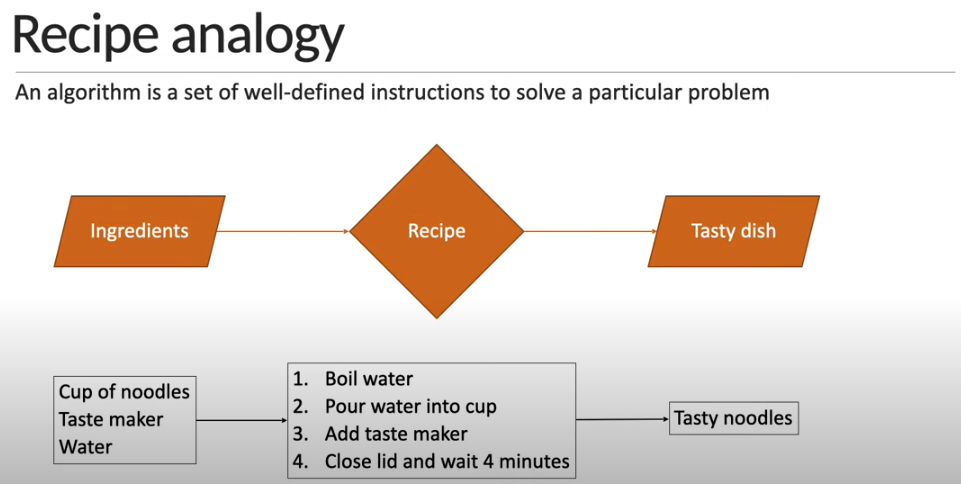 Recipe analogy
An algorithm is a set of well-defined instructions to solve a particular problem
Ingredients
Recipe
Tasty dish
Cup of noodles
Taste maker
Water
1. Boil water
2. Pour water into cup
3. Add taste maker
4. Close lid and wait 4 minutes
Tasty noodles